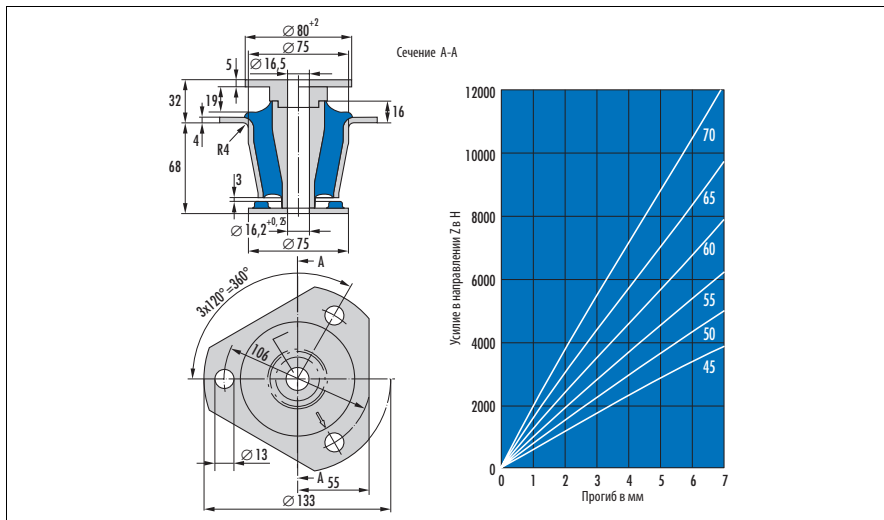 Ø 80⁺²
Ø 75
Ø 16,5
5
32
19
4
R4
16
68
3
Ø 16,2⁺⁰,²⁵
Ø 75
Сечение A-A
A
3x120°=360°
106
Ø 13
A
55
Ø 133
Усилие в направлении Z в Н
12000
10000
8000
6000
4000
2000
0
70
65
60
55
50
45
0 1 2 3 4 5 6 7
Прогиб в мм